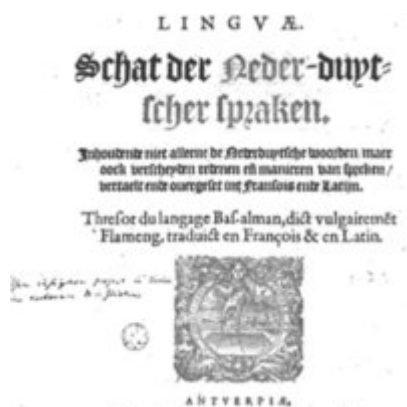 LINGVÆ.
Schat der Neder-duyt-
scher spraken.
Inhoudende niet alleene de Nederduytsche woorden maer
oock verscheyden redenen eñ manieren van spreken/
vertaelt ende ouergeset int Fransois ende Latijn.
Thresor du langage Bas-alman, dict vulgairemẽt
Flameng, traduict en François & en Latin.
ANTVERPIÆ,